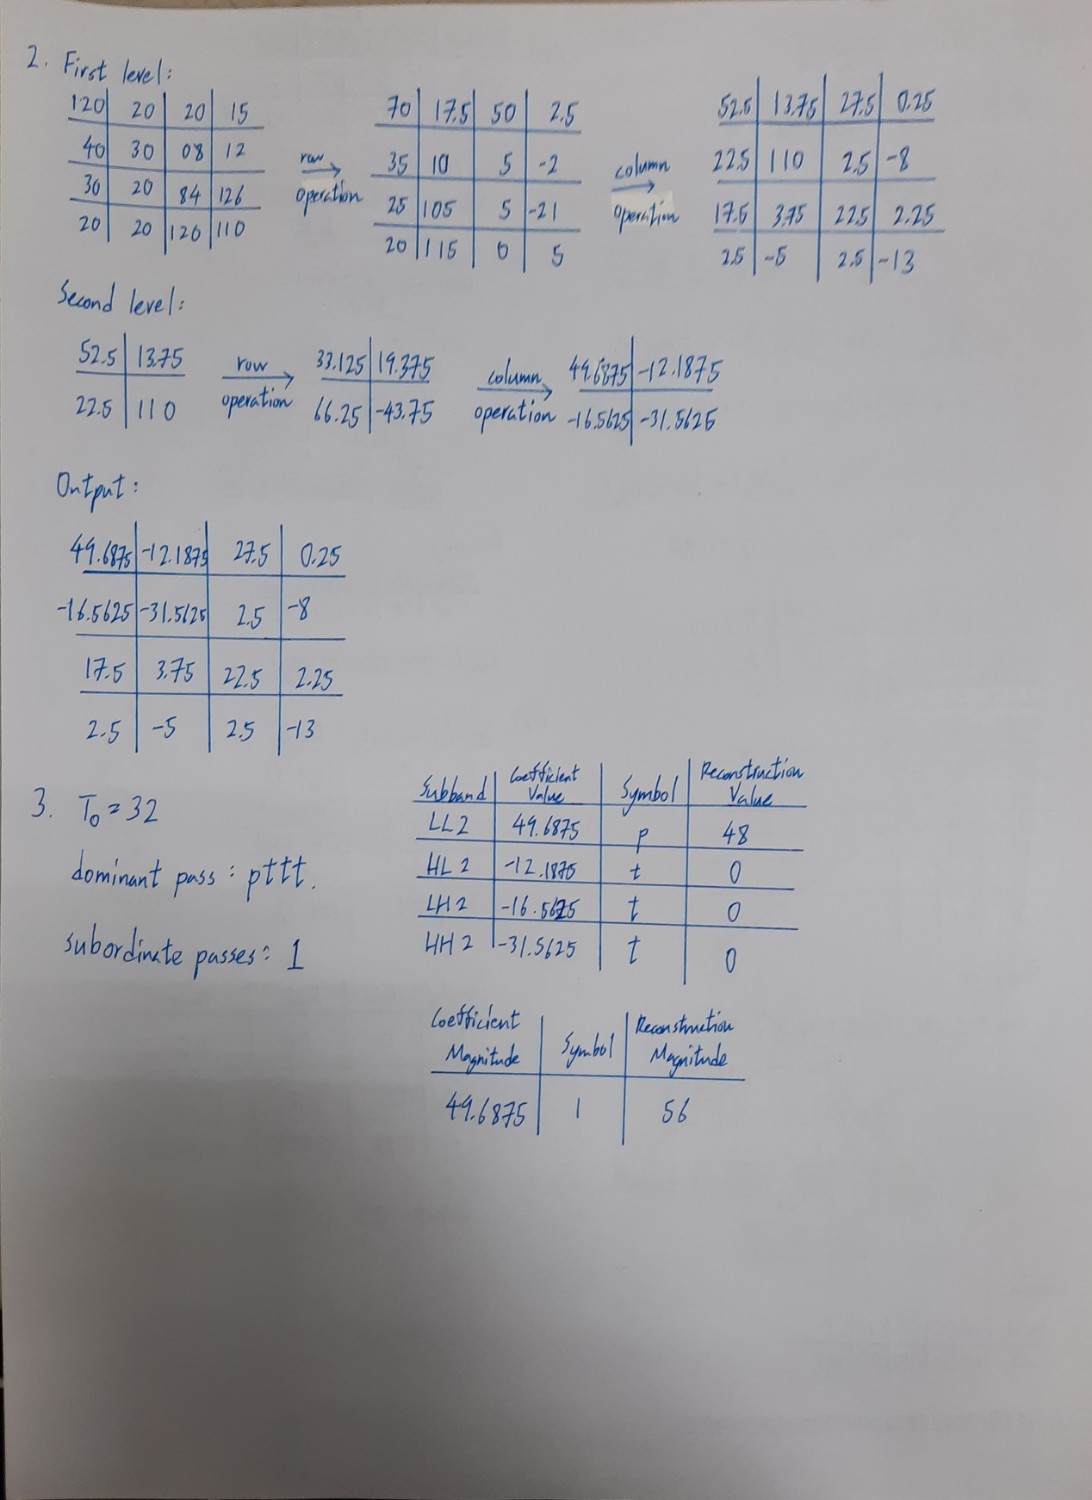 2. First level:
120 20 20 15
40 30 08 12
30 20 84 126
20 20 120 110
row operation
70 17.5 50 2.5
35 10 5 -2
25 105 5 -21
20 115 0 5
column operation
52.5 13.75 27.5 0.25
22.5 110 2.5 -8
17.5 3.75 22.5 2.25
2.5 -5 2.5 -13
Second level:
52.5 13.75
22.5 110
row operation
33.125 19.375
66.25 -43.75
column operation
49.6875 -12.1875
-16.5625 -31.5625
Output:
49.6875 -12.1875 27.5 0.25
-16.5625 -31.5625 2.5 -8
17.5 3.75 22.5 2.25
2.5 -5 2.5 -13
3. T₀ = 32
dominant pass: pttt.
subordinate passes: 1
Subband Coefficient Value Symbol Reconstruction Value
LL2 49.6875 p 48
HL2 -12.1875 t 0
LH2 -16.5625 t 0
HH2 -31.5625 t 0
Coefficient Magnitude Symbol Reconstruction Magnitude
49.6875 1 56